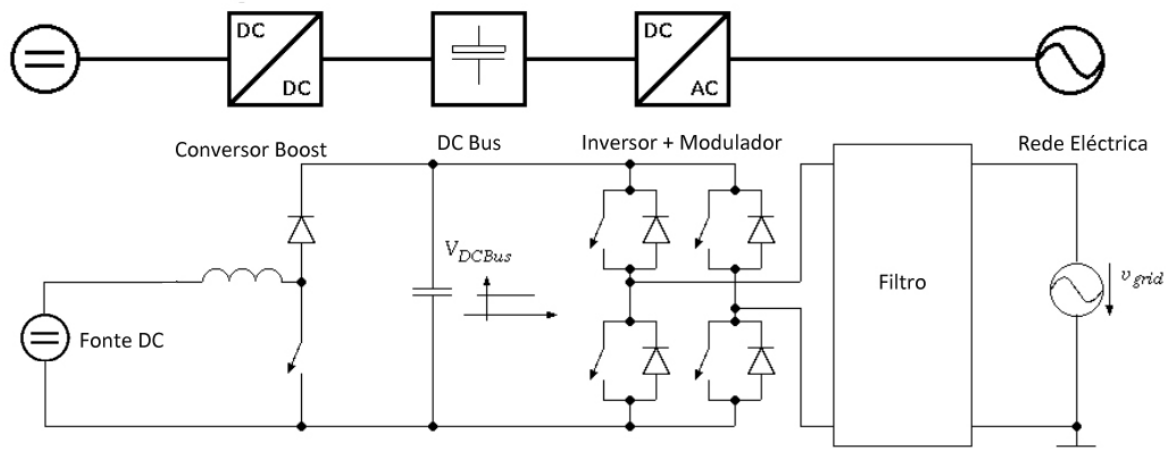 DC
DC
DC
AC
Conversor Boost
DC Bus
Inversor + Modulador
Rede Eléctrica
V_DCBus
Fonte DC
Filtro
v_grid